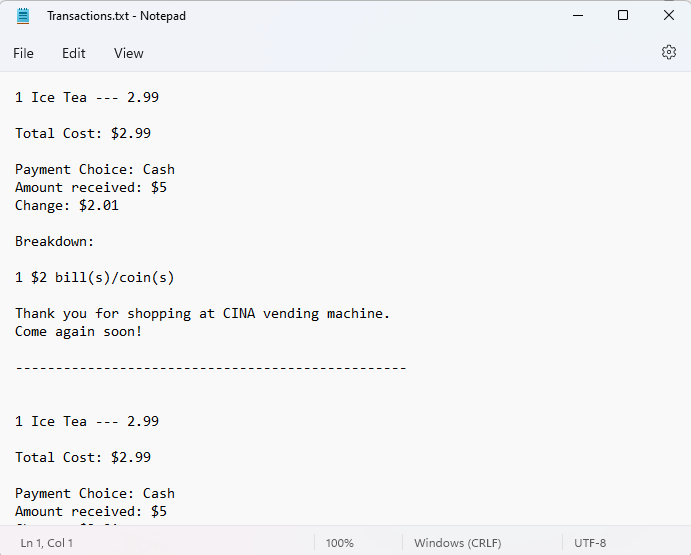 Transactions.txt - Notepad
File Edit View
1 Ice Tea --- 2.99
Total Cost: $2.99
Payment Choice: Cash
Amount received: $5
Change: $2.01
Breakdown:
1 $2 bill(s)/coin(s)
Thank you for shopping at CINA vending machine.
Come again soon!
-------------------------------------------------
1 Ice Tea --- 2.99
Total Cost: $2.99
Payment Choice: Cash
Amount received: $5
Ln 1, Col 1 100% Windows (CRLF) UTF-8